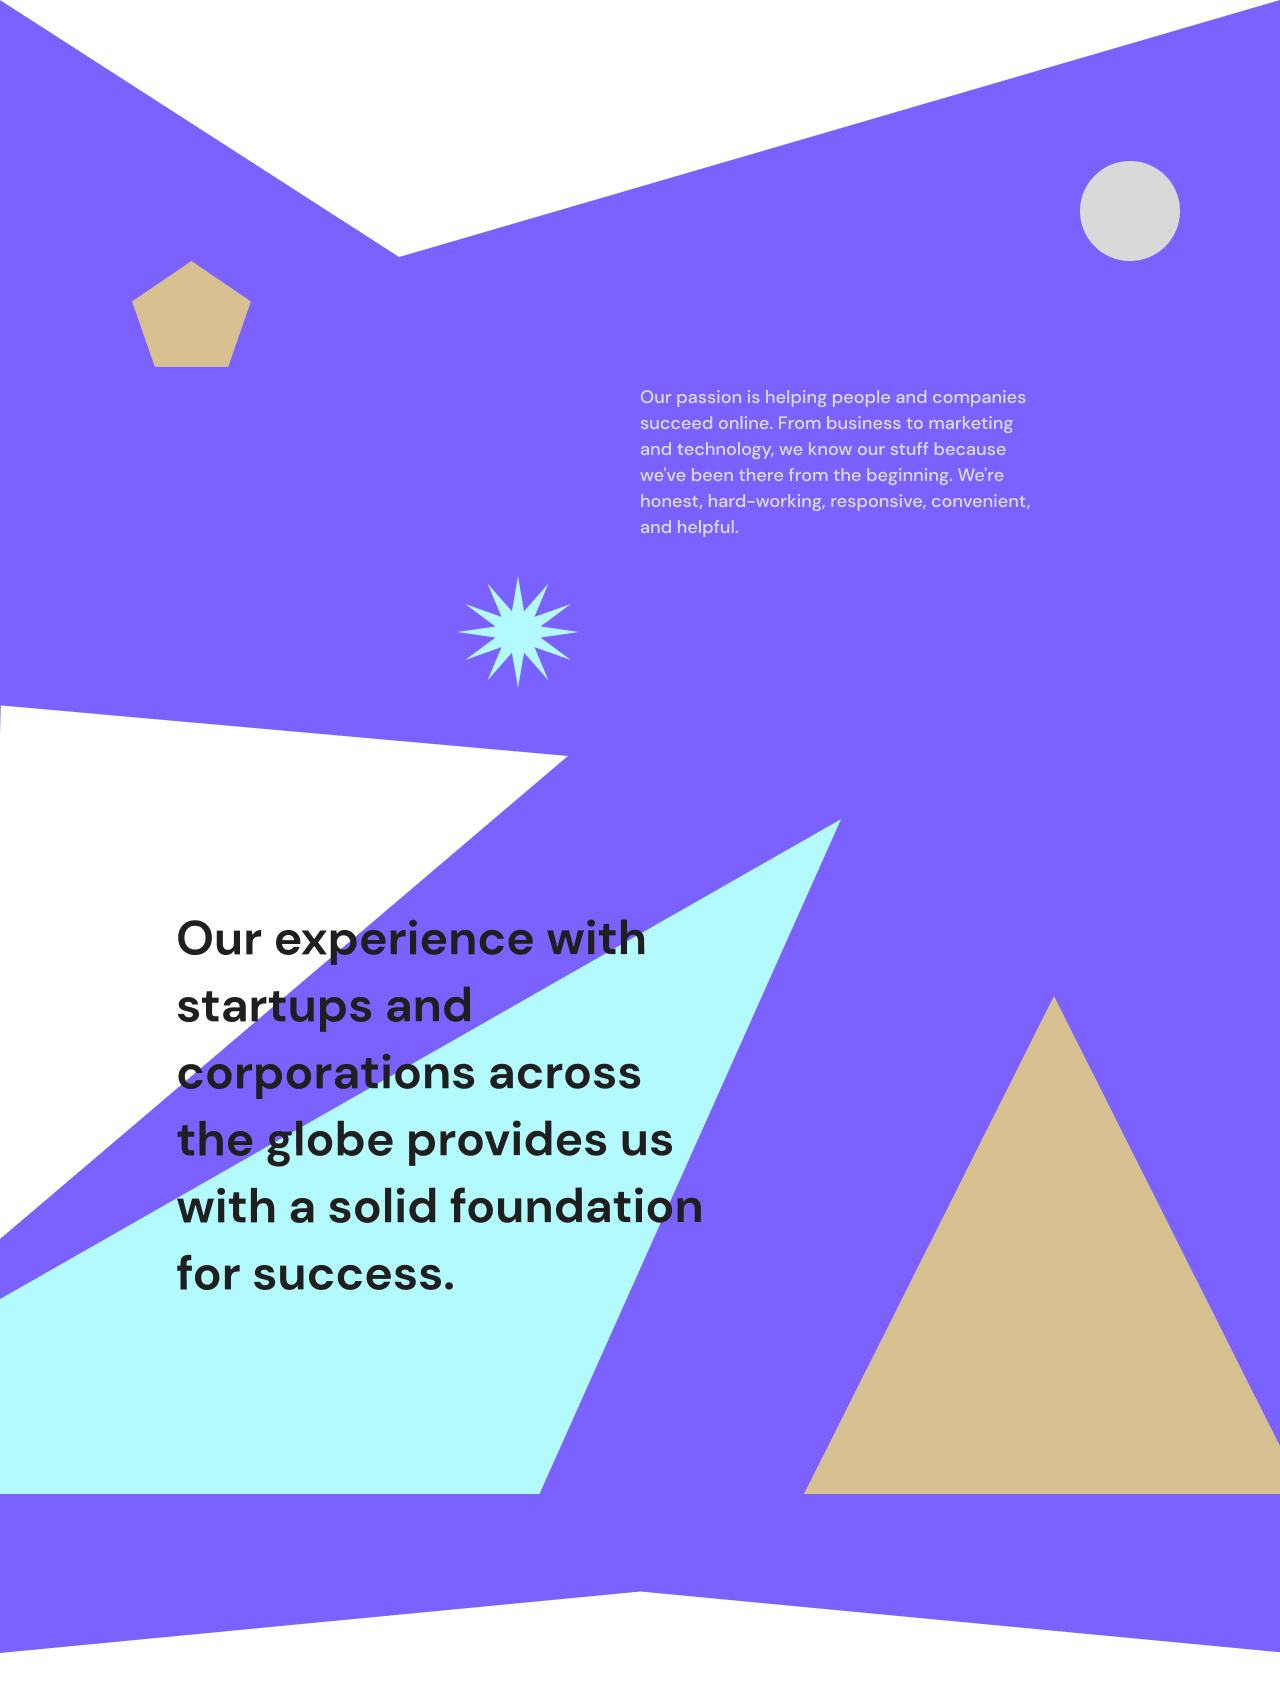 Our passion is helping people and companies
succeed online. From business to marketing
and technology, we know our stuff because
we've been there from the beginning. We're
honest, hard-working, responsive, convenient,
and helpful.
Our experience with
startups and
corporations across
the globe provides us
with a solid foundation
for success.